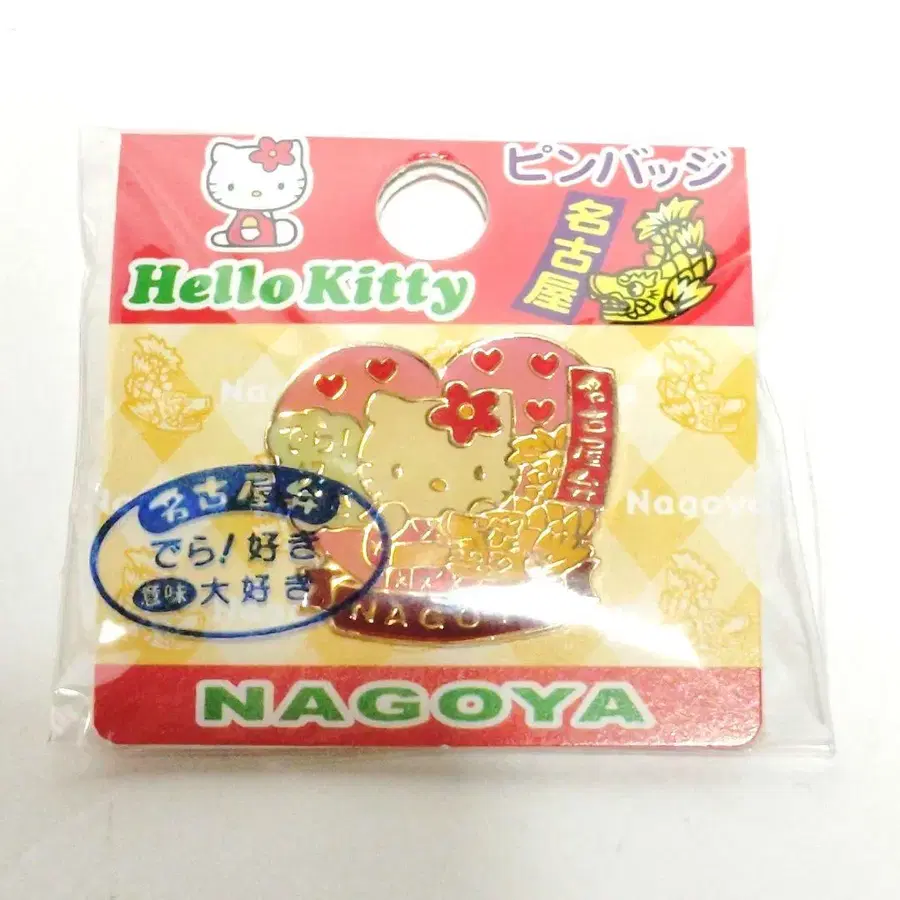 ピンバッジ
名古屋
Hello Kitty
Nagoya
でら!
名古屋弁
名古屋弁
でら!好き
意味 大好き
NAGOYA
NAGOYA